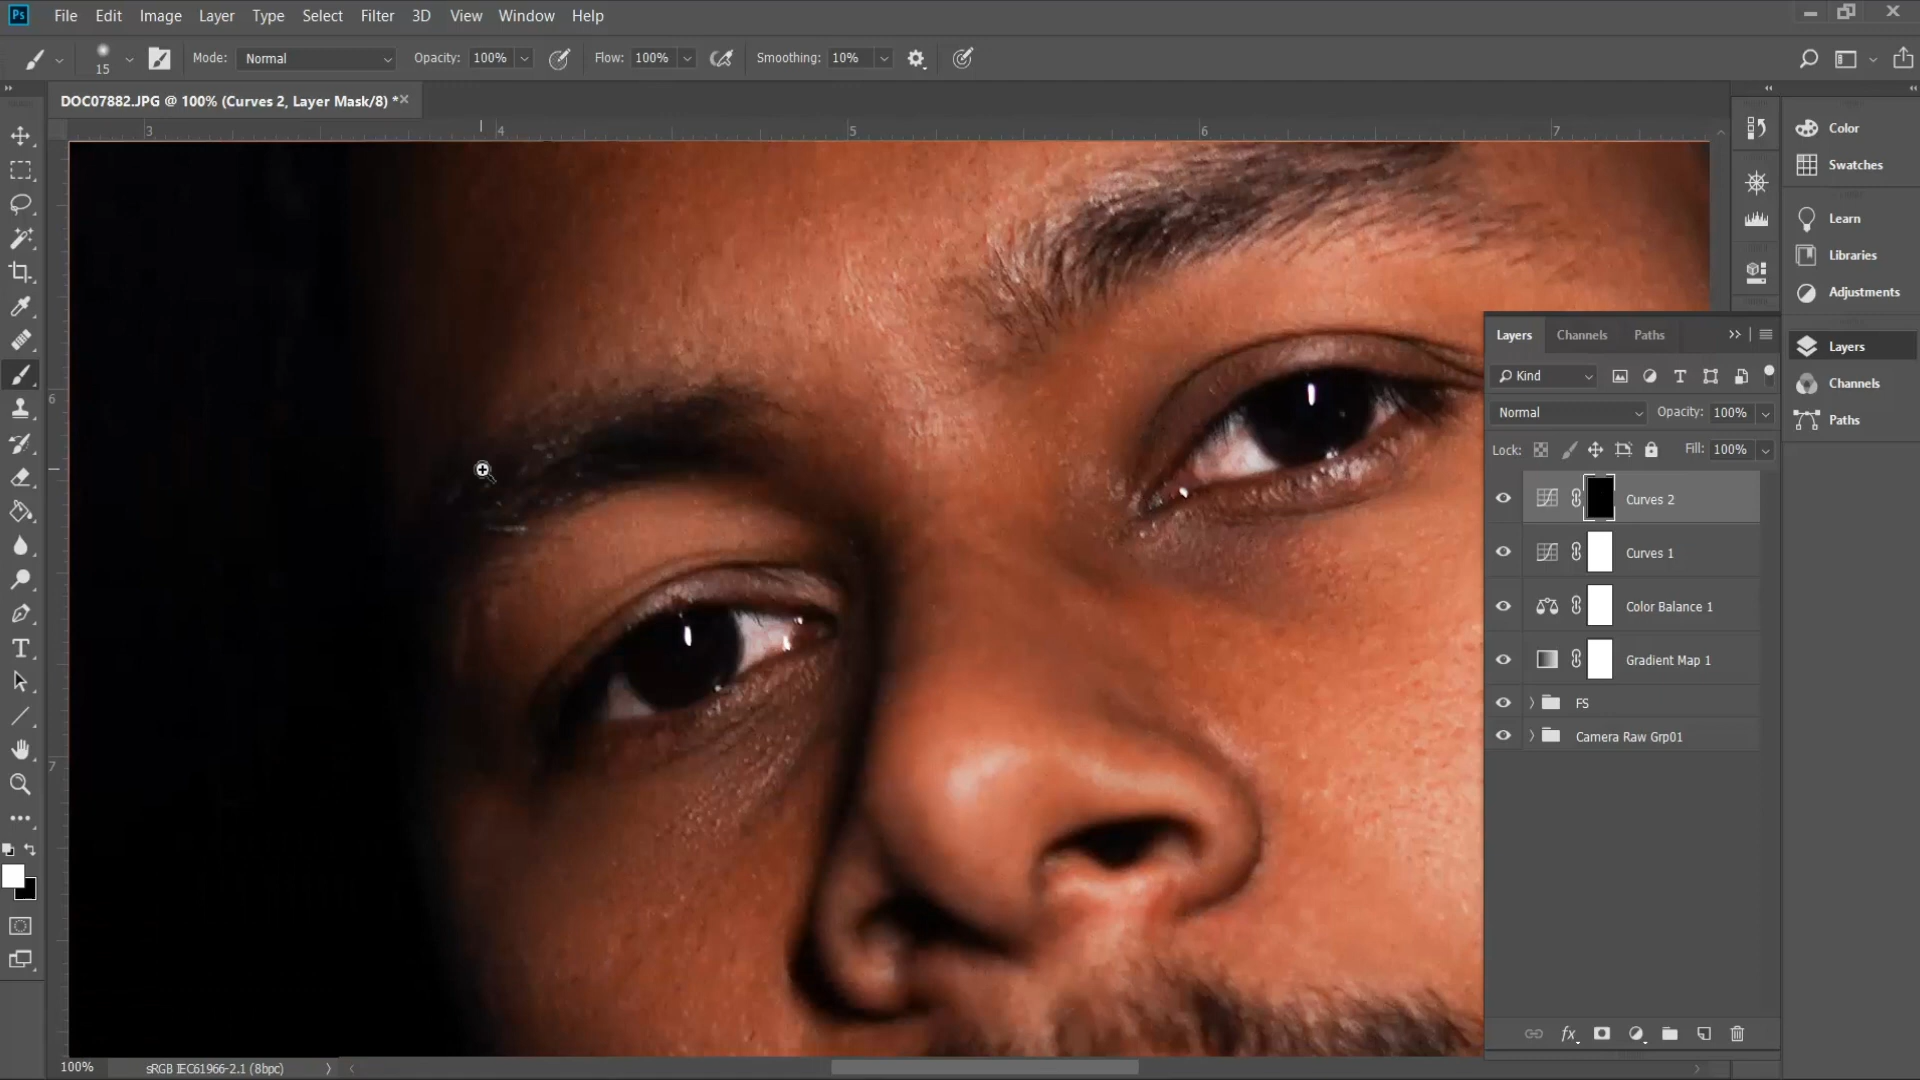 Ps File Edit Image Layer Type Select Filter 3D View Window Help
15 Mode: Normal Opacity: 100% Flow: 100% Smoothing: 10%
DOC07882.JPG @ 100% (Curves 2, Layer Mask/8) *
3 4 5 6 7
6
7
Color
Swatches
Learn
Libraries
Adjustments
Layers
Channels
Paths
Layers Channels Paths
Kind
Normal Opacity: 100%
Lock: Fill: 100%
Curves 2
Curves 1
Color Balance 1
Gradient Map 1
FS
Camera Raw Grp01
fx
100% sRGB IEC61966-2.1 (8bpc)